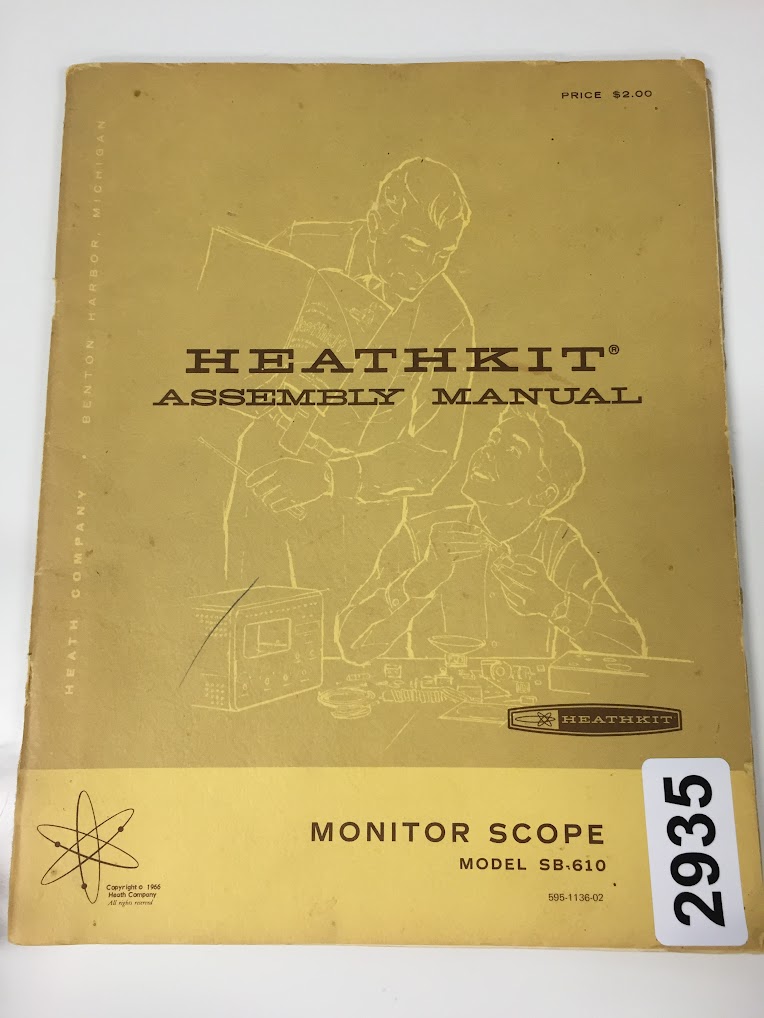 PRICE $2.00
HEATH COMPANY • BENTON HARBOR, MICHIGAN
HEATHKIT®
ASSEMBLY MANUAL
HEATHKIT
MONITOR SCOPE
MODEL SB-610
595-1136-02
Copyright © 1966
Heath Company
All rights reserved
2935